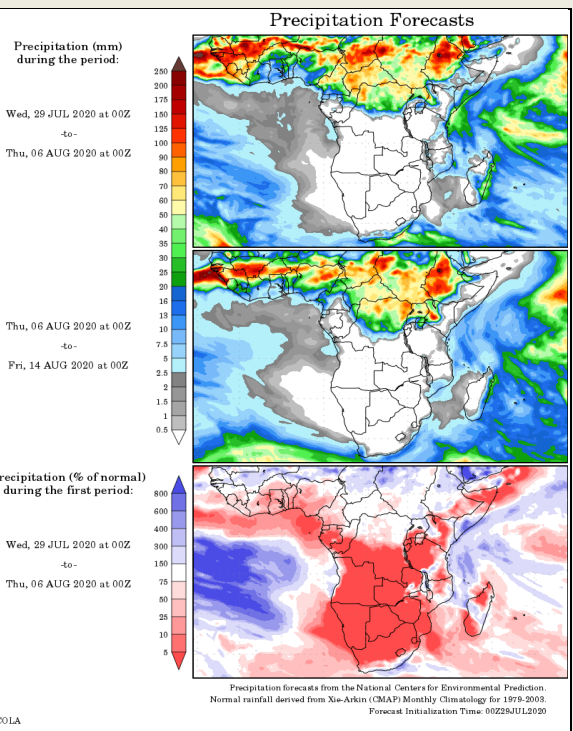 Precipitation Forecasts
Precipitation (mm)
during the period:
Wed, 29 JUL 2020 at 00Z
-to-
Thu, 06 AUG 2020 at 00Z
250
200
175
150
125
100
90
80
70
60
50
40
35
30
25
20
16
13
10
7.5
5
2.5
2
1.5
1
0.5
Thu, 06 AUG 2020 at 00Z
-to-
Fri, 14 AUG 2020 at 00Z
recipitation (% of normal)
during the first period:
Wed, 29 JUL 2020 at 00Z
-to-
Thu, 06 AUG 2020 at 00Z
800
600
400
300
150
75
50
25
10
5
Precipitation forecasts from the National Centers for Environmental Prediction.
Normal rainfall derived from Xie-Arkin (CMAP) Monthly Climatology for 1979-2003.
Forecast Initialization Time: 00Z29JUL2020
COLA